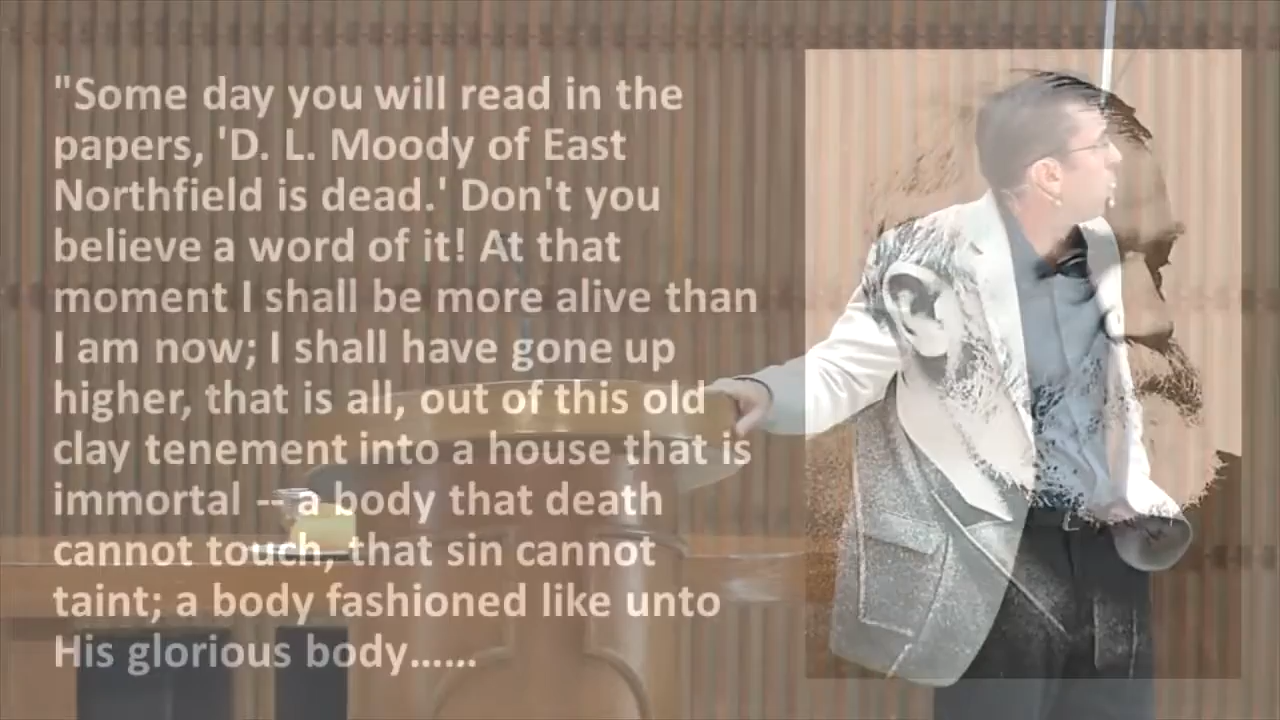 "Some day you will read in the
papers, 'D. L. Moody of East
Northfield is dead.' Don't you
believe a word of it! At that
moment I shall be more alive than
I am now; I shall have gone up
higher, that is all, out of this old
clay tenement into a house that is
immortal -- a body that death
cannot touch, that sin cannot
taint; a body fashioned like unto
His glorious body......